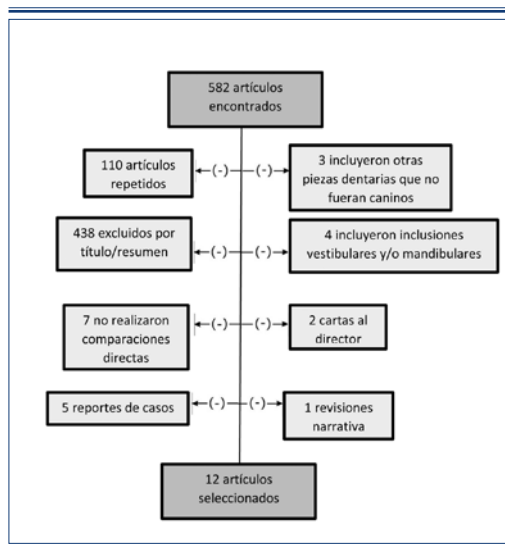 582 artículos
encontrados
110 artículos
repetidos
(-)
(-)
3 incluyeron otras
piezas dentarias que no
fueran caninos
438 excluidos por
título/resumen
(-)
(-)
4 incluyeron inclusiones
vestibulares y/o mandibulares
7 no realizaron
comparaciones
directas
(-)
(-)
2 cartas al
director
5 reportes de casos
(-)
(-)
1 revisiones
narrativa
12 artículos
seleccionados